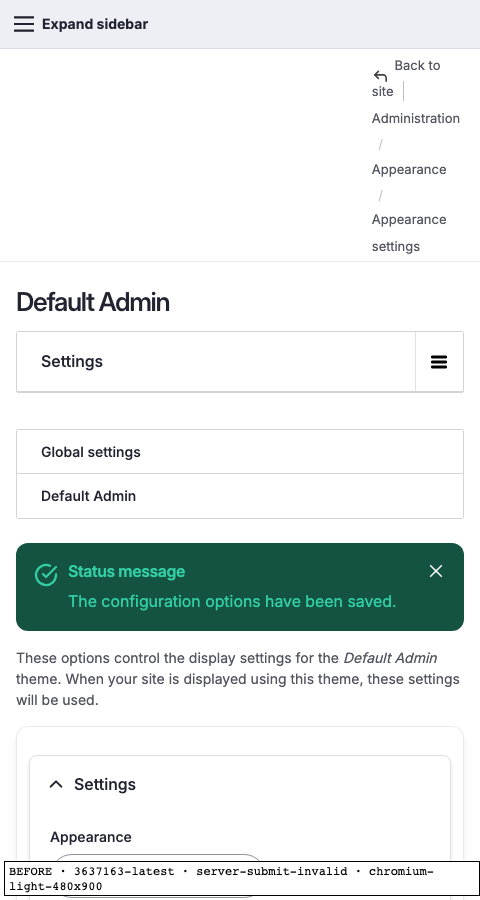 Expand sidebar
Back to
site
Administration
/
Appearance
/
Appearance
settings
Default Admin
Settings
Global settings
Default Admin
Status message
The configuration options have been saved.
These options control the display settings for the Default Admin
theme. When your site is displayed using this theme, these settings
will be used.
Settings
Appearance
BEFORE • 3637163-latest • server-submit-invalid • chromium-
light-480x900